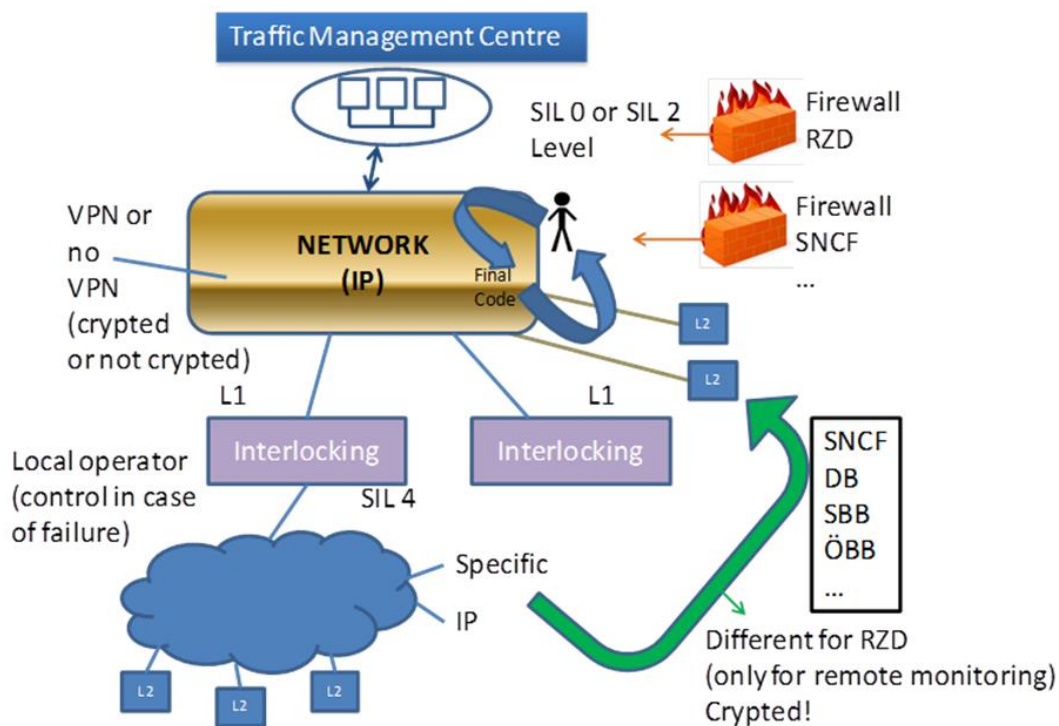 Traffic Management Centre
SIL 0 or SIL 2
Level
Firewall
RZD
Firewall
SNCF
...
VPN or
no
VPN
(crypted
or not crypted)
NETWORK
(IP)
Final
Code
L2
L2
L1
L1
Interlocking
Interlocking
SIL 4
Local operator
(control in case
of failure)
Specific
IP
L2
L2
L2
SNCF
DB
SBB
ÖBB
...
Different for RZD
(only for remote monitoring)
Crypted!